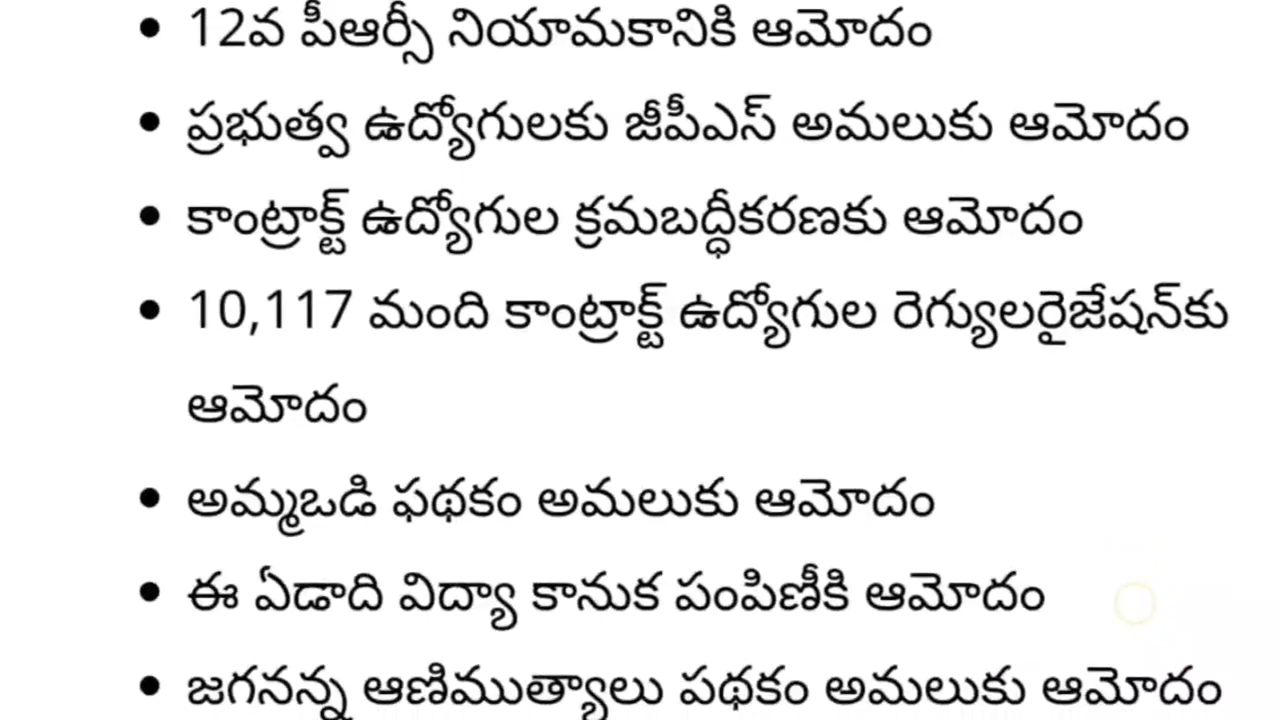 • 12వ పీఆర్సీ నియామకానికి ఆమోదం
• ప్రభుత్వ ఉద్యోగులకు జీపీఎస్ అమలుకు ఆమోదం
• కాంట్రాక్ట్ ఉద్యోగుల క్రమబద్ధీకరణకు ఆమోదం
• 10,117 మంది కాంట్రాక్ట్ ఉద్యోగుల రెగ్యులరైజేషన్‌కు
ఆమోదం
• అమ్మఒడి ఫథకం అమలుకు ఆమోదం
• ఈ ఏడాది విద్యా కానుక పంపిణీకి ఆమోదం
• జగనన్న ఆణిముత్యాలు పథకం అమలుకు ఆమోదం